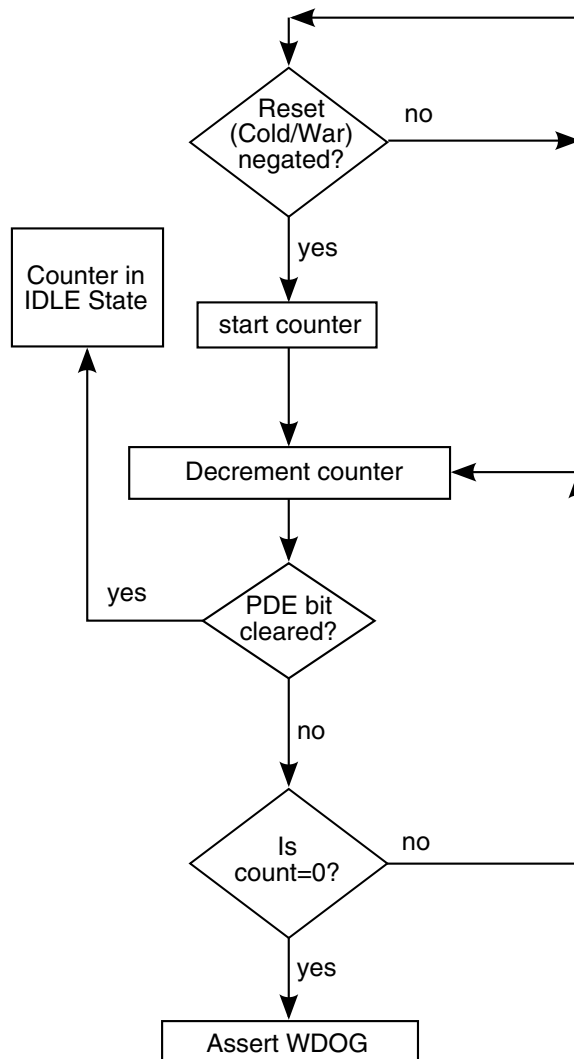 Reset
(Cold/War)
negated?
no
yes
Counter in
IDLE State
start counter
Decrement counter
yes
PDE bit
cleared?
no
Is
count=0?
no
yes
Assert WDOG